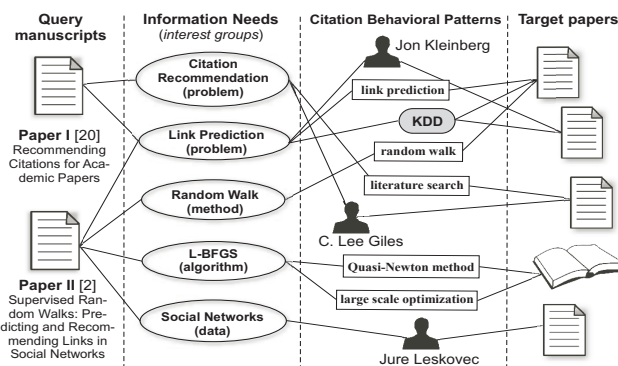 Query
manuscripts
Information Needs
(interest groups)
Citation Behavioral Patterns
Target papers
Paper I [20]
Recommending
Citations for Aca-
demic Papers
Paper II [2]
Supervised Ran-
dom Walks: Pre-
dicting and Recom-
mending Links in
Social Networks
Citation
Recommendation
(problem)
Link Prediction
(problem)
Random Walk
(method)
L-BFGS
(algorithm)
Social Networks
(data)
Jon Kleinberg
link prediction
KDD
random walk
literature search
C. Lee Giles
Quasi-Newton method
large scale optimization
Jure Leskovec